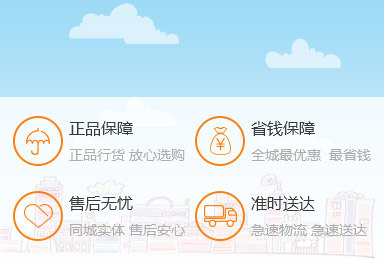 正品保障
正品行货 放心选购
省钱保障
全城最优惠 最省钱
¥
售后无忧
同城实体 售后安心
准时送达
急速物流 急速送达